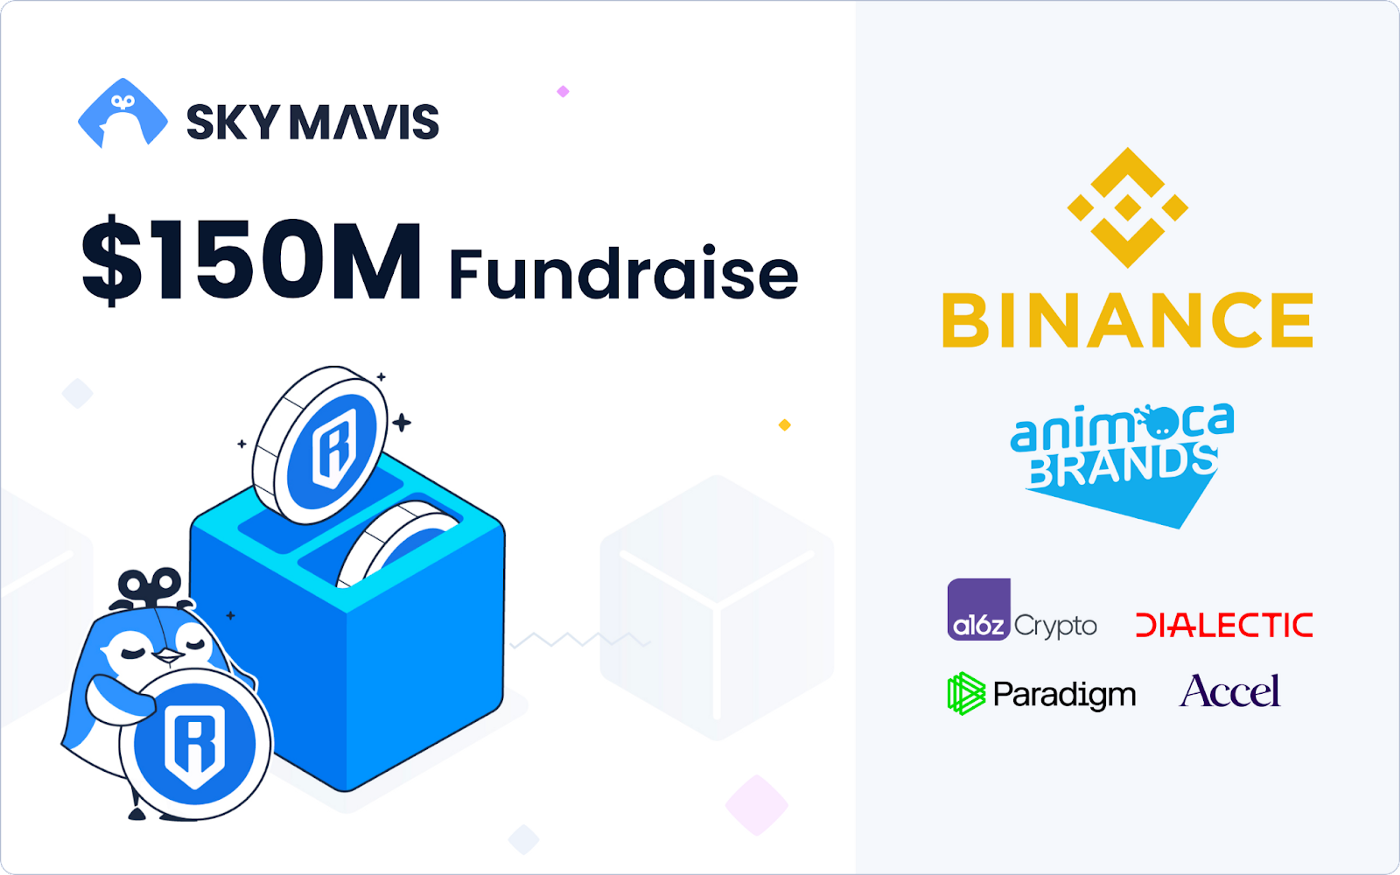 SKY MAVIS
$150M Fundraise
BINANCE
animoca
BRANDS
a16z Crypto
DIALECTIC
Paradigm
Accel
R
R